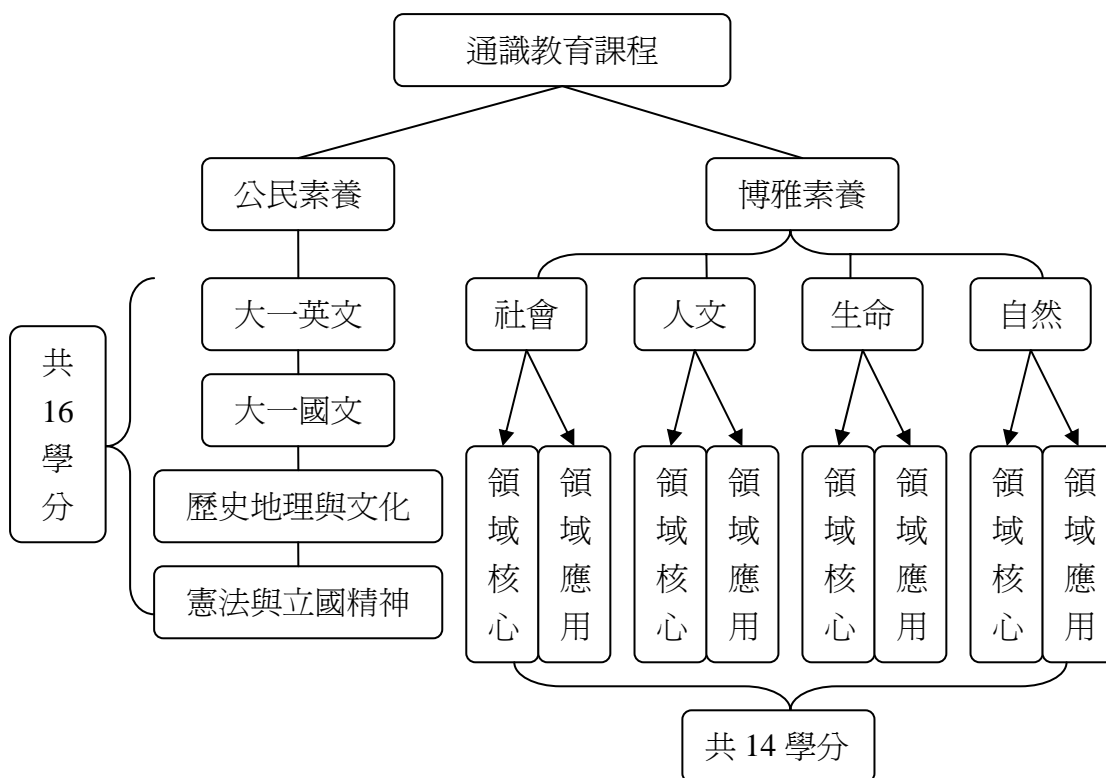 通識教育課程
公民素養
博雅素養
大一英文
大一國文
歷史地理與文化
憲法與立國精神
共
16
學
分
社會
人文
生命
自然
領域核心
領域應用
領域核心
領域應用
領域核心
領域應用
領域核心
領域應用
共 14 學分